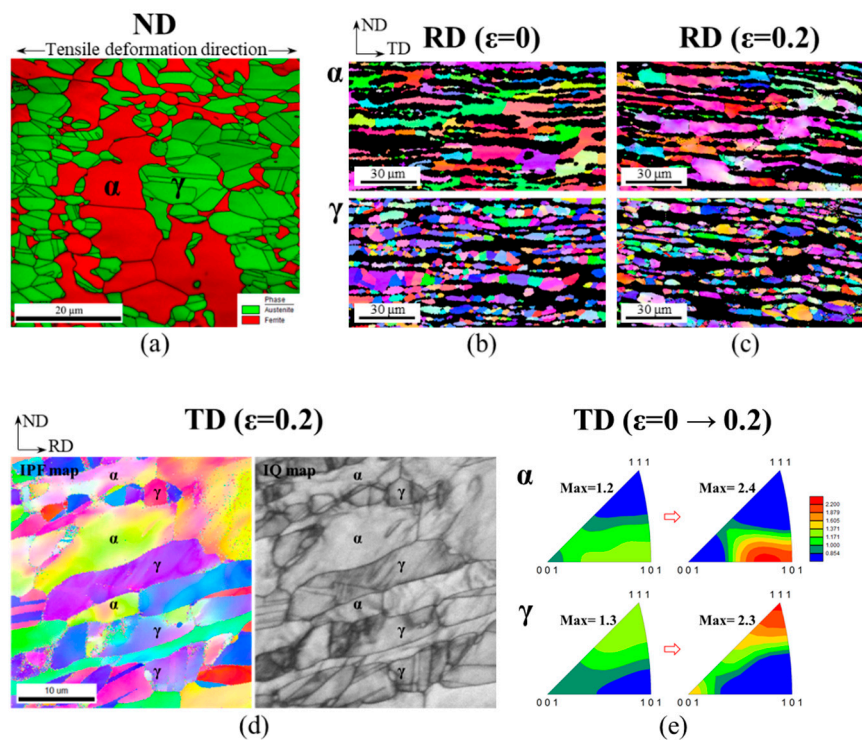 ND
Tensile deformation direction
α
γ
20 μm
Phase
Austenite
Ferrite
(a)
ND
TD
RD (ε=0)
RD (ε=0.2)
α
30 μm
30 μm
γ
30 μm
30 μm
(b)
(c)
ND
RD
TD (ε=0.2)
IPF map
α
γ
α
γ
α
γ
γ
10 um
IQ map
α
γ
α
γ
α
γ
γ
(d)
TD (ε=0 → 0.2)
α
Max=1.2
1 1 1
0 0 1
1 0 1
Max=2.4
1 1 1
0 0 1
1 0 1
2.200
1.879
1.605
1.371
1.171
1.000
0.854
γ
Max= 1.3
1 1 1
0 0 1
1 0 1
Max= 2.3
1 1 1
0 0 1
1 0 1
(e)